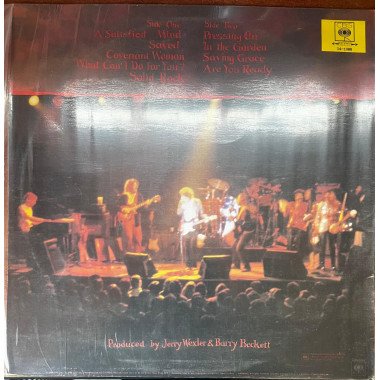 Side One
A Satisfied Mind
Saved
Covenant Woman
What Can I Do for You?
Solid Rock
Side Two
Pressing On
In the Garden
Saving Grace
Are You Ready
CBS
Produced by Jerry Wexler & Barry Beckett